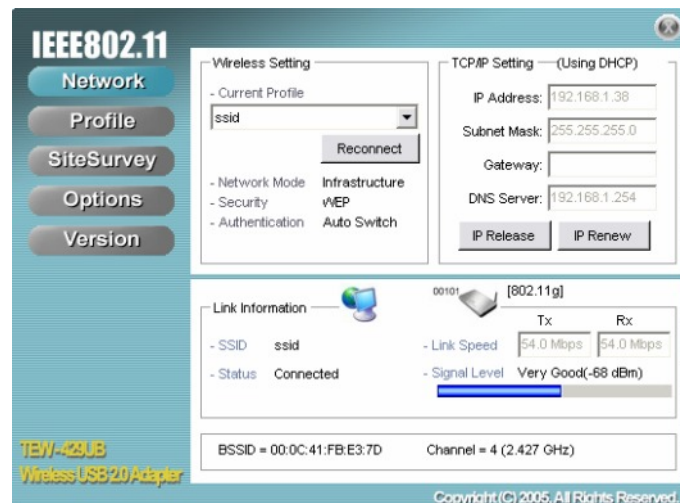 IEEE802.11
Network
Profile
SiteSurvey
Options
Version
Wireless Setting
- Current Profile
ssid
Reconnect
- Network Mode Infrastructure
- Security WEP
- Authentication Auto Switch
TCP/IP Setting (Using DHCP)
IP Address: 192.168.1.38
Subnet Mask: 255.255.255.0
Gateway:
DNS Server: 192.168.1.254
IP Release IP Renew
Link Information
- SSID ssid
- Status Connected
00101 [802.11g]
Tx Rx
- Link Speed 54.0 Mbps 54.0 Mbps
- Signal Level Very Good(-68 dBm)
BSSID = 00:0C:41:FB:E3:7D Channel = 4 (2.427 GHz)
TEW-429UB
Wireless USB 2.0 Adapter
Copyright (C) 2005. All Rights Reserved.